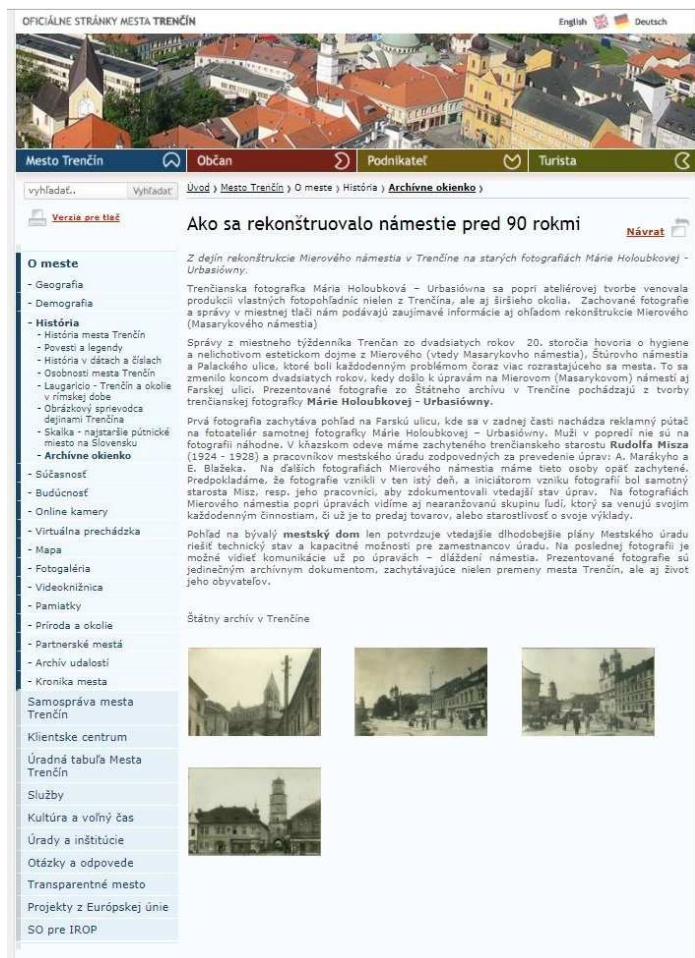 OFICIÁLNE STRÁNKY MESTA TRENČÍN
English
Deutsch
Mesto Trenčín
Občan
Podnikateľ
Turista
vyhľadať..
Vyhľadať
Úvod › Mesto Trenčín › O meste › História › Archívne okienko ›
Verzia pre tlač
Ako sa rekonštruovalo námestie pred 90 rokmi
Návrat
Z dejín rekonštrukcie Mierového námestia v Trenčíne na starých fotografiách Márie Holoubkovej -
Urbasiówny.
Trenčianska fotografka Mária Holoubková – Urbasiówna sa popri ateliérovej tvorbe venovala
produkcii vlastných fotopohľadníc nielen z Trenčína, ale aj širšieho okolia. Zachované fotografie
a správy v miestnej tlači nám podávajú zaujímavé informácie aj ohľadom rekonštrukcie Mierového
(Masarykového námestia)
Správy z miestneho týždenníka Trenčan zo dvadsiatych rokov 20. storočia hovoria o hygiene
a nelichotivom estetickom dojme z Mierového (vtedy Masarykovho námestia), Štúrovho námestia
a Palackého ulice, ktoré boli každodenným problémom čoraz viac rozrastajúceho sa mesta. To sa
zmenilo koncom dvadsiatych rokov, kedy došlo k úpravám na Mierovom (Masarykovom) námestí aj
Farskej ulici. Prezentované fotografie zo Štátneho archívu v Trenčíne pochádzajú z tvorby
trenčianskej fotografky Márie Holoubkovej - Urbasiówny.
Prvá fotografia zachytáva pohľad na Farskú ulicu, kde sa v zadnej časti nachádza reklamný pútač
na fotoateliér samotnej fotografky Márie Holoubkovej – Urbasiówny. Muži v popredí nie sú na
fotografii náhodne. V kňazskom odeve máme zachyteného trenčianskeho starostu Rudolfa Misza
(1924 - 1928) a pracovníkov mestského úradu zodpovedných za prevedenie úprav: A. Marákyho a
E. Blažeka. Na ďalších fotografiách Mierového námestia máme tieto osoby opäť zachytené.
Predpokladáme, že fotografie vznikli v ten istý deň, a iniciátorom vzniku fotografií bol samotný
starosta Misz, resp. jeho pracovníci, aby zdokumentovali vtedajší stav úprav. Na fotografiách
Mierového námestia popri úpravách vidíme aj nearanžovanú skupinu ľudí, ktorý sa venujú svojim
každodenným činnostiam, či už je to predaj tovarov, alebo starostlivosť o svoje výklady.
Pohľad na bývalý mestský dom len potvrdzuje vtedajšie dlhodobejšie plány Mestského úradu
riešiť technický stav a kapacitné možnosti pre zamestnancov úradu. Na poslednej fotografii je
možné vidieť komunikácie už po úpravách – dláždení námestia. Prezentované fotografie sú
jedinečným archívnym dokumentom, zachytávajúce nielen premeny mesta Trenčín, ale aj život
jeho obyvateľov.
Štátny archív v Trenčíne
O meste
- Geografia
- Demografia
- História
- História mesta Trenčín
- Povesti a legendy
- História v dátach a číslach
- Osobnosti mesta Trenčín
- Laugaricio - Trenčín a okolie
v rímskej dobe
- Obrázkový sprievodca
dejinami Trenčína
- Skalka - najstaršie pútnické
miesto na Slovensku
- Archívne okienko
- Súčasnosť
- Budúcnosť
- Online kamery
- Virtuálna prechádzka
- Mapa
- Fotogaléria
- Videoknižnica
- Pamiatky
- Príroda a okolie
- Partnerské mestá
- Archív udalostí
- Kronika mesta
Samospráva mesta
Trenčín
Klientske centrum
Úradná tabuľa Mesta
Trenčín
Služby
Kultúra a voľný čas
Úrady a inštitúcie
Otázky a odpovede
Transparentné mesto
Projekty z Európskej únie
SO pre IROP